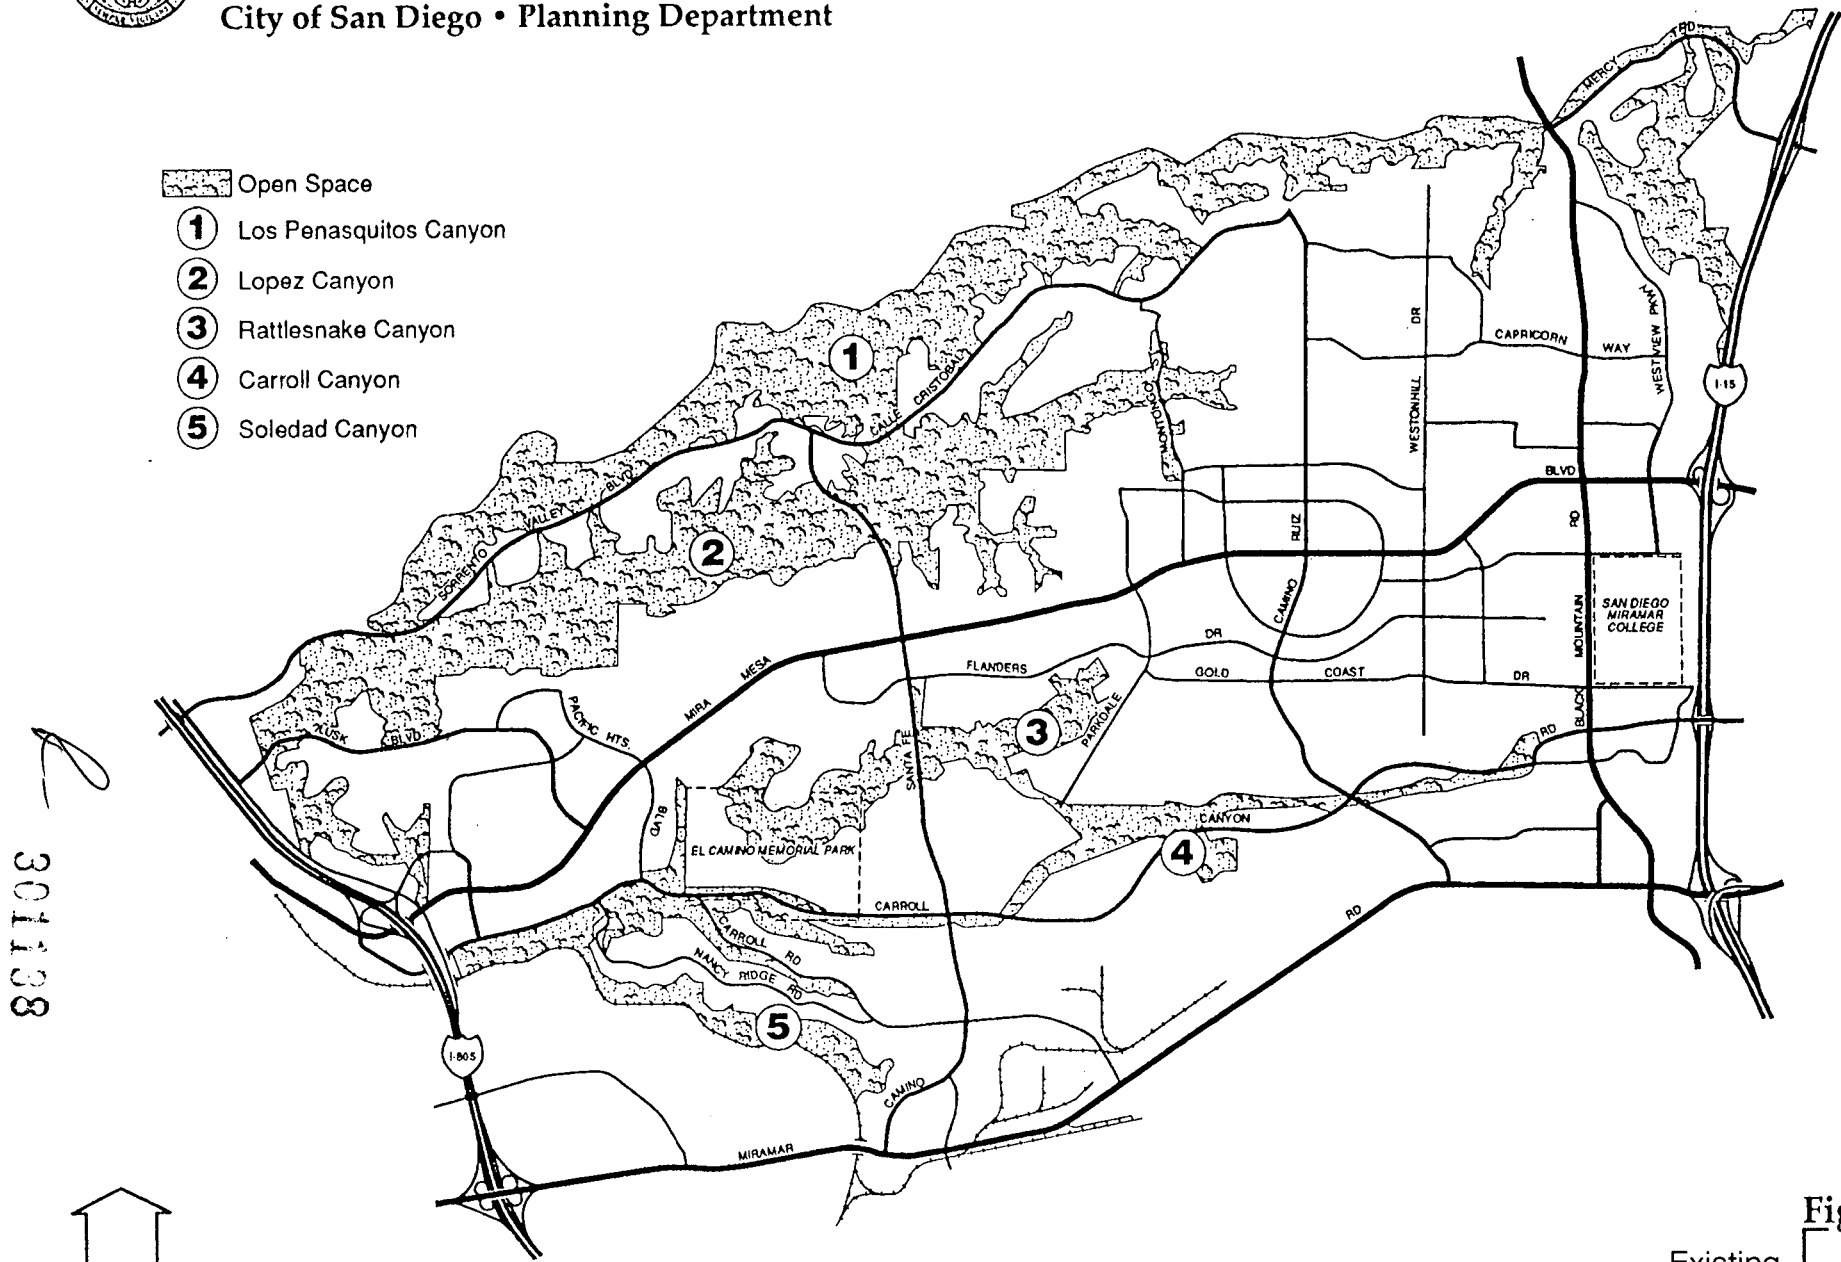 City of San Diego • Planning Department
Open Space
1 Los Penasquitos Canyon
2 Lopez Canyon
3 Rattlesnake Canyon
4 Carroll Canyon
5 Soledad Canyon
MERCY RD
1
2
3
4
5
CALLE CRISTOBAL
SORRENTO VALLEY BLVD
MONTONGO
WESTONHILL DR
CAPRICORN WAY
WESTVIEW PKWY
I-15
BLVD
CAMINO RUIZ
BLACK MOUNTAIN RD
SAN DIEGO
MIRAMAR
COLLEGE
MIRA MESA
FLANDERS DR
GOLD COAST DR
PARKDALE
LUSK BLVD
PACIFIC HTS. BLVD
SANTA FE
EL CAMINO MEMORIAL PARK
CARROLL CANYON RD
CARROLL RD
NANCY RIDGE RD
I-805
CAMINO
MIRAMAR RD
301138
Fig
Existing